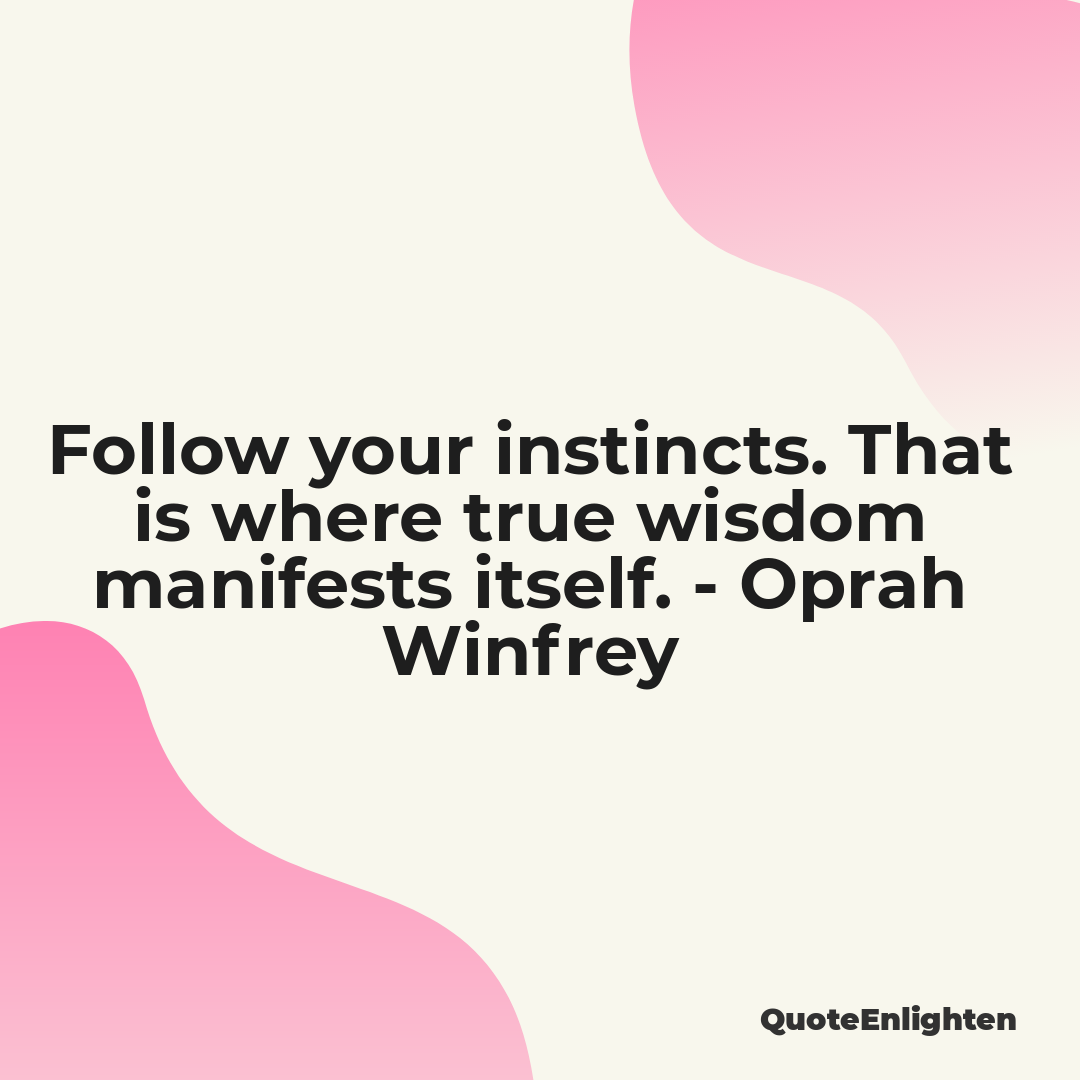 Follow your instincts. That
is where true wisdom
manifests itself. - Oprah
Winfrey
QuoteEnlighten